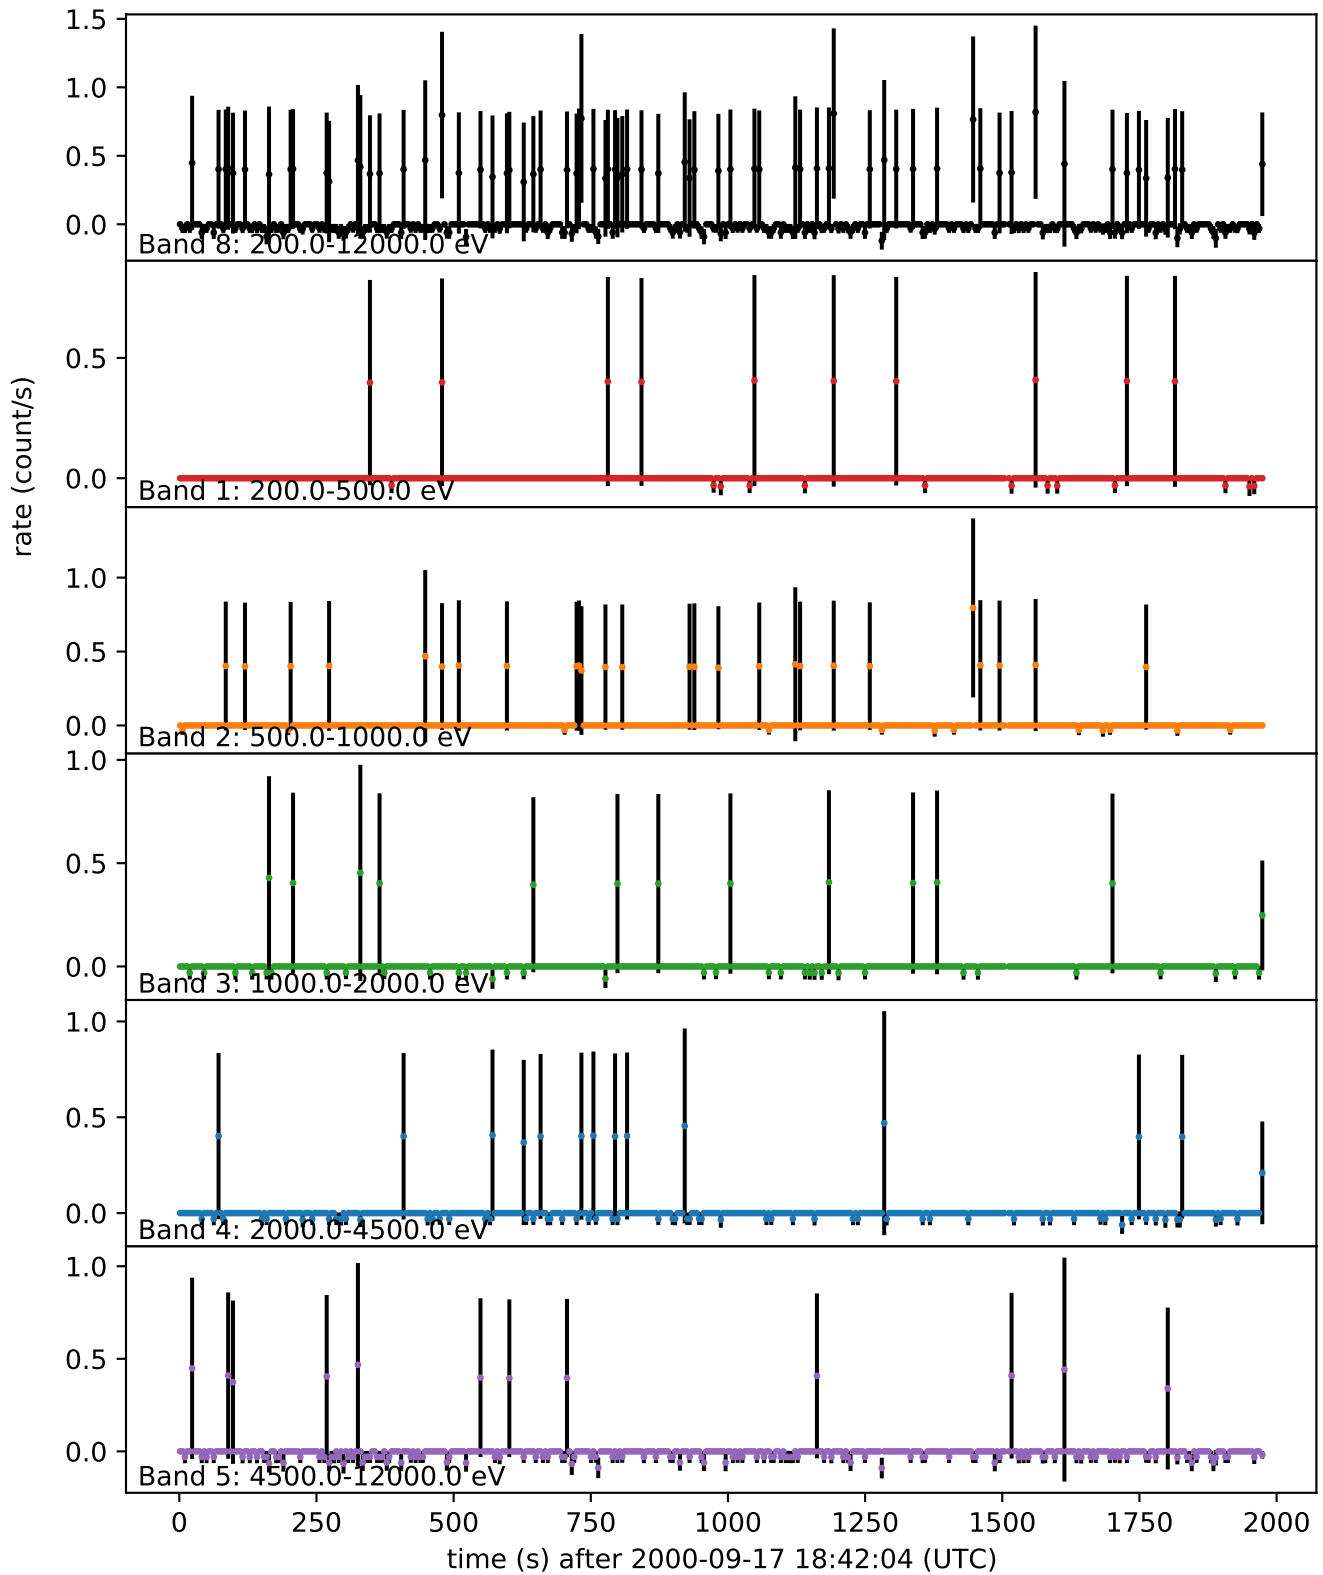 1.5
1.0
0.5
0.0
Band 8: 200.0-12000.0 eV
0.5
0.0
Band 1: 200.0-500.0 eV
rate (count/s)
1.0
0.5
0.0
Band 2: 500.0-1000.0 eV
1.0
0.5
0.0
Band 3: 1000.0-2000.0 eV
1.0
0.5
0.0
Band 4: 2000.0-4500.0 eV
1.0
0.5
0.0
Band 5: 4500.0-12000.0 eV
0 250 500 750 1000 1250 1500 1750 2000
time (s) after 2000-09-17 18:42:04 (UTC)